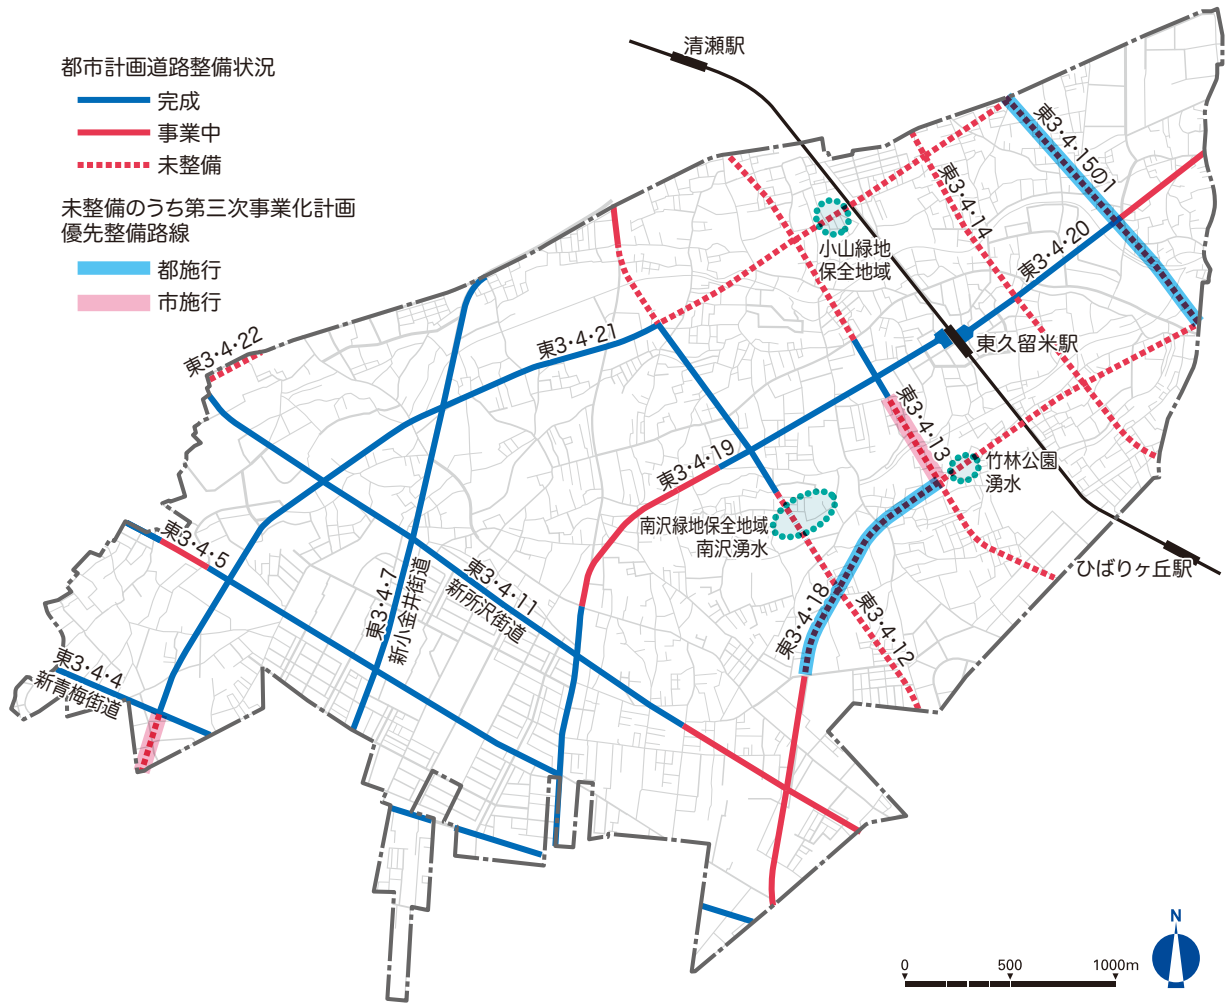 都市計画道路整備状況
完成
事業中
未整備
未整備のうち第三次事業化計画
優先整備路線
都施行
市施行
清瀬駅
東3・4・15の1
東3・4・14
東3・4・20
小山緑地
保全地域
東久留米駅
東3・4・22
東3・4・21
東3・4・13
東3・4・19
竹林公園
湧水
南沢緑地保全地域
南沢湧水
ひばりヶ丘駅
東3・4・5
東3・4・7
新小金井街道
東3・4・11
新所沢街道
東3・4・18
東3・4・12
東3・4・4
新青梅街道
N
0 500 1000m